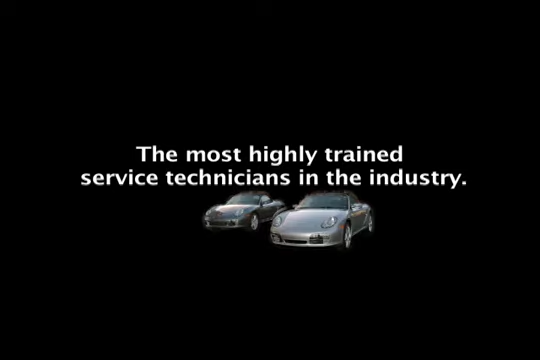 The most highly trained
service technicians in the industry.